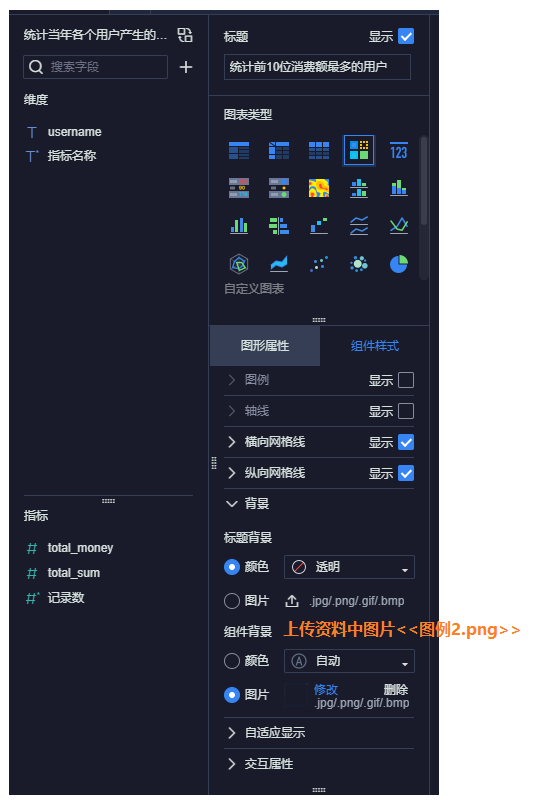 统计当年各个用户产生的...
搜索字段
维度
T username
T* 指标名称
指标
# total_money
# total_sum
#* 记录数
标题
显示
统计前10位消费额最多的用户
图表类型
123
自定义图表
图形属性
组件样式
图例 显示
轴线 显示
横向网格线 显示
纵向网格线 显示
背景
标题背景
颜色 透明
图片 .jpg/.png/.gif/.bmp
组件背景 上传资料中图片<<图例2.png>>
颜色 A 自动
图片 修改 删除
.jpg/.png/.gif/.bmp
自适应显示
交互属性